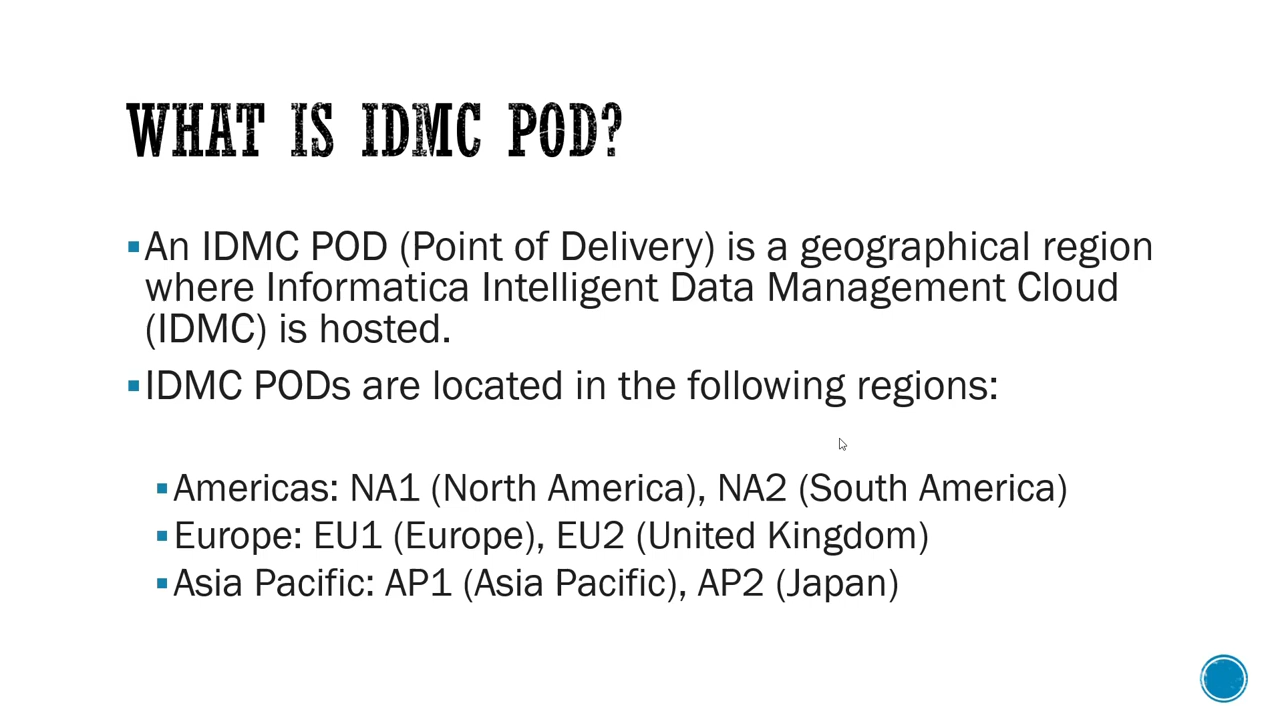 WHAT IS IDMC POD?
▪An IDMC POD (Point of Delivery) is a geographical region
where Informatica Intelligent Data Management Cloud
(IDMC) is hosted.
▪IDMC PODs are located in the following regions:
▪Americas: NA1 (North America), NA2 (South America)
▪Europe: EU1 (Europe), EU2 (United Kingdom)
▪Asia Pacific: AP1 (Asia Pacific), AP2 (Japan)